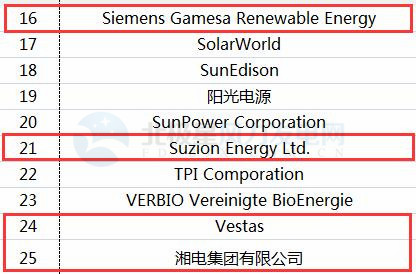 16 Siemens Gamesa Renewable Energy
17 SolarWorld
18 SunEdison
19 阳光电源
20 SunPower Corporation
21 Suzion Energy Ltd.
22 TPI Comporation
23 VERBIO Vereinigte BioEnergie
24 Vestas
25 湘电集团有限公司